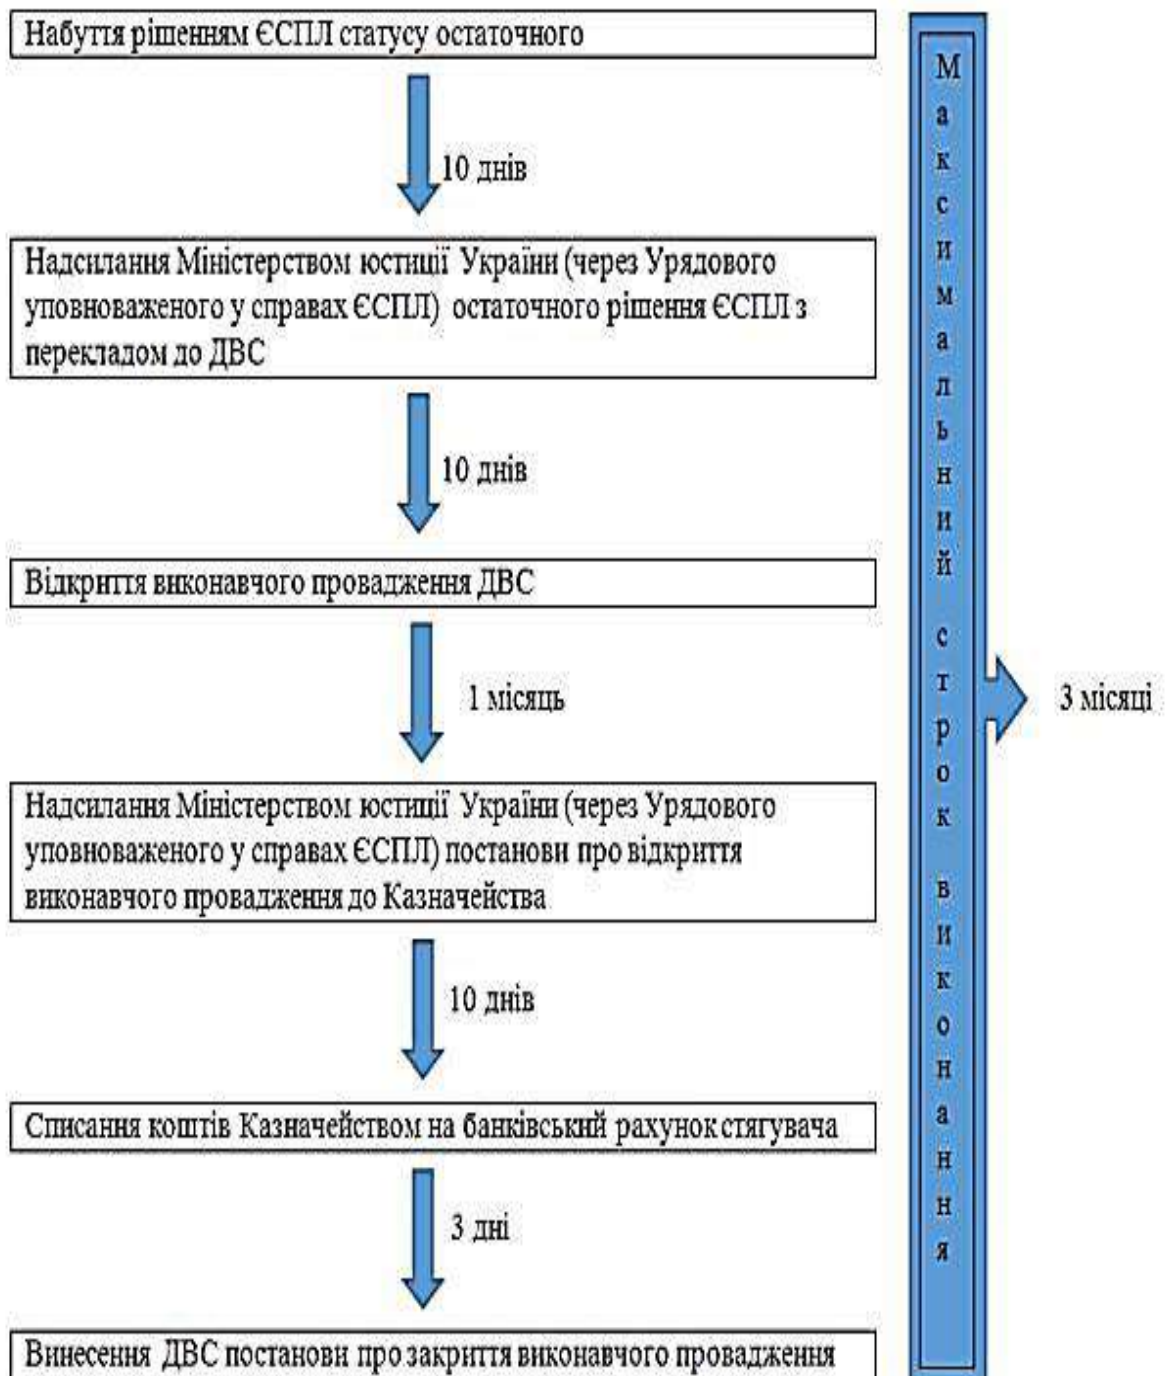 Набуття рішенням ЄСПЛ статусу остаточного
10 днів
Надсилання Міністерством юстиції України (через Урядового
уповноваженого у справах ЄСПЛ) остаточного рішення ЄСПЛ з
перекладом до ДВС
10 днів
Відкриття виконавчого провадження ДВС
1 місяць
Надсилання Міністерством юстиції України (через Урядового
уповноваженого у справах ЄСПЛ) постанови про відкриття
виконавчого провадження до Казначейства
10 днів
Списання коштів Казначейством на банківський рахунок стягувача
3 дні
Винесення ДВС постанови про закриття виконавчого провадження
Максимальний строк виконання
3 місяці